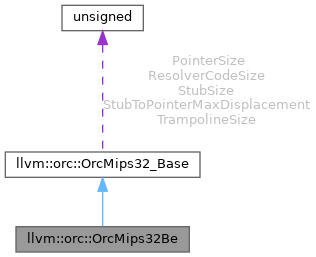 unsigned
PointerSize
ResolverCodeSize
StubSize
StubToPointerMaxDisplacement
TrampolineSize
llvm::orc::OrcMips32_Base
llvm::orc::OrcMips32Be